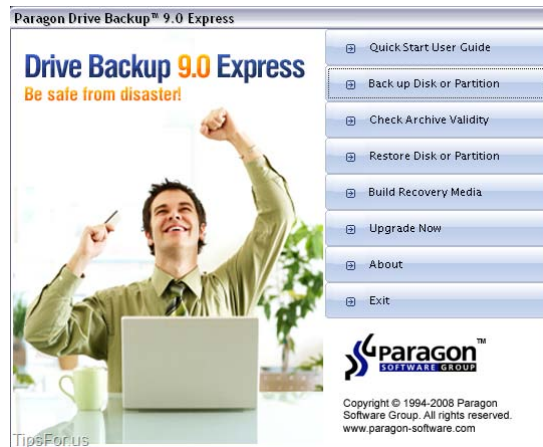 Paragon Drive Backup™ 9.0 Express
Drive Backup 9.0 Express
Be safe from disaster!
Quick Start User Guide
Back up Disk or Partition
Check Archive Validity
Restore Disk or Partition
Build Recovery Media
Upgrade Now
About
Exit
Paragon™
SOFTWARE GROUP
Copyright © 1994-2008 Paragon
Software Group. All rights reserved.
www.paragon-software.com
TipsFor.us